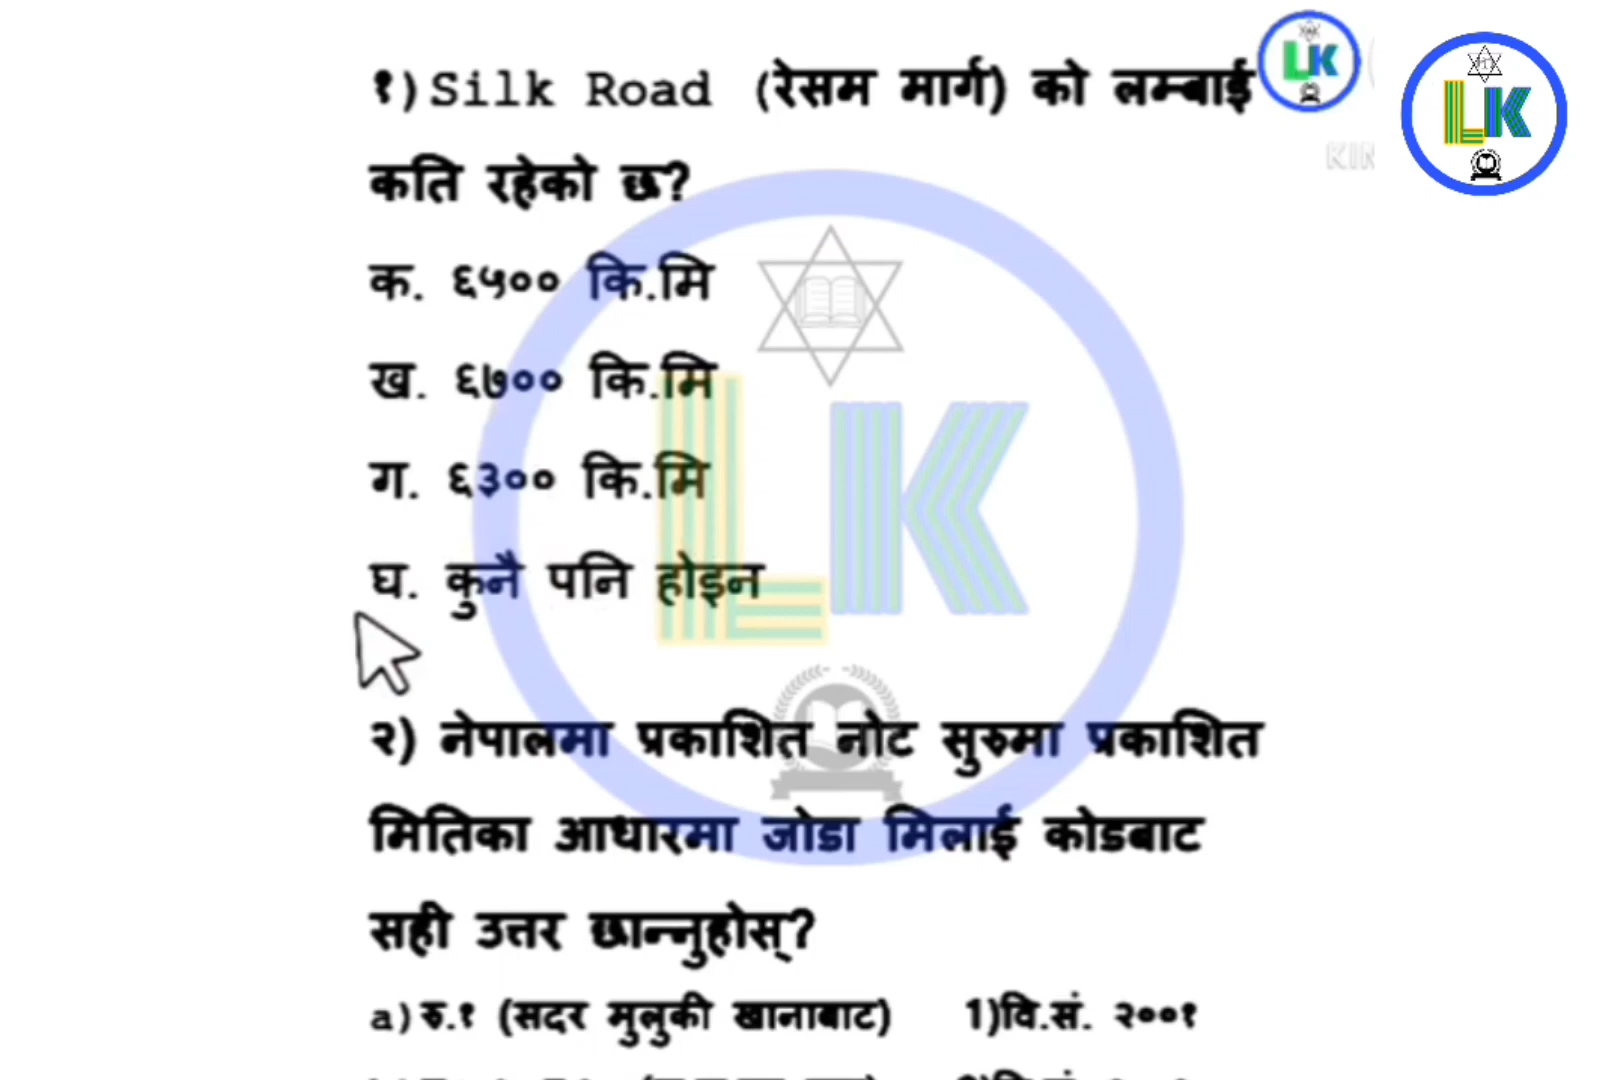 LK
LK
KIN
१) Silk Road (रेसम मार्ग) को लम्बाई
कति रहेको छ?
क. ६५०० कि.मि
ख. ६७०० कि.मि
ग. ६३०० कि.मि
घ. कुनै पनि होइन
LK
२) नेपालमा प्रकाशित नोट सुरुमा प्रकाशित
मितिका आधारमा जोडा मिलाई कोडबाट
सही उत्तर छान्नुहोस्?
a) रु.१ (सदर मुलुकी खानाबाट) 1)वि.सं. २००१